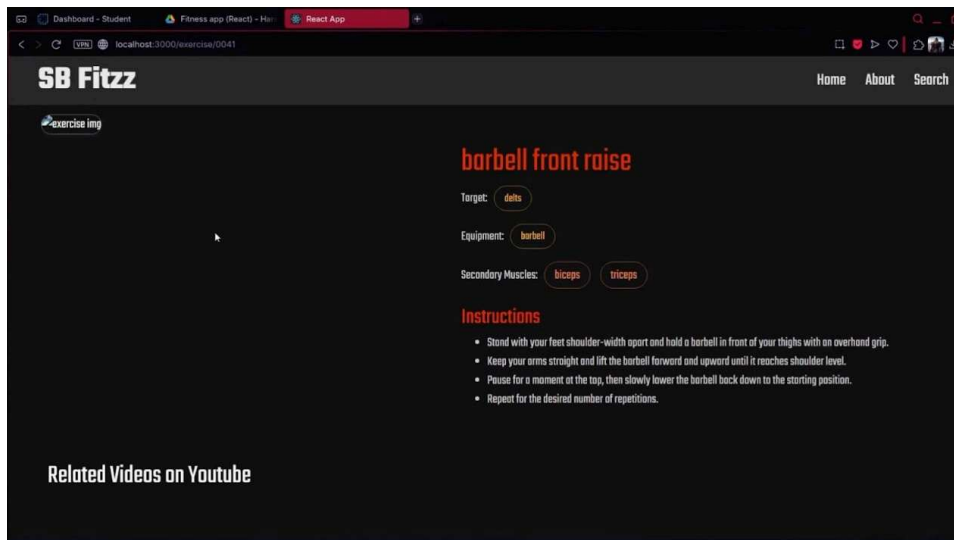 Dashboard - Student
Fitness app (React) - Har
React App
VPN
localhost:3000/exercise/0041
SB Fitzz
Home
About
Search
exercise img
barbell front raise
Target: delts
Equipment: barbell
Secondary Muscles: biceps triceps
Instructions
Stand with your feet shoulder-width apart and hold a barbell in front of your thighs with an overhand grip.
Keep your arms straight and lift the barbell forward and upward until it reaches shoulder level.
Pause for a moment at the top, then slowly lower the barbell back down to the starting position.
Repeat for the desired number of repetitions.
Related Videos on Youtube